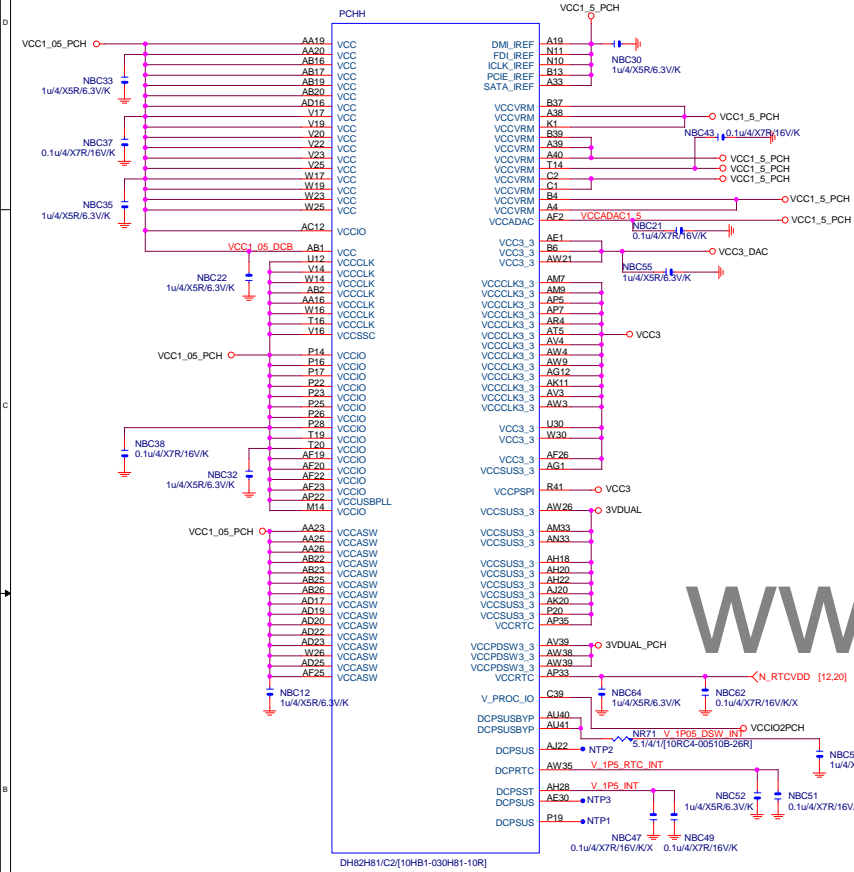 D
C
B
PCHH
VCC1_05_PCH
NBC33
1u/4/X5R/6.3V/K
NBC37
0.1u/4/X7R/16V/K
NBC35
1u/4/X5R/6.3V/K
VCC1_05_DCB
NBC22
1u/4/X5R/6.3V/K
VCC1_05_PCH
NBC38
0.1u/4/X7R/16V/K
NBC32
1u/4/X5R/6.3V/K
VCC1_05_PCH
NBC12
1u/4/X5R/6.3V/K
AA19 VCC
AA20 VCC
AB16 VCC
AB17 VCC
AB19 VCC
AB20 VCC
AD16 VCC
V17 VCC
V19 VCC
V20 VCC
V22 VCC
V23 VCC
V25 VCC
W17 VCC
W19 VCC
W23 VCC
W25 VCC
AC12 VCCIO
AB1 VCC
U12 VCCCLK
V14 VCCCLK
W14 VCCCLK
AB2 VCCCLK
AA16 VCCCLK
W16 VCCCLK
T16 VCCCLK
V16 VCCSSC
P14 VCCIO
P16 VCCIO
P17 VCCIO
P22 VCCIO
P23 VCCIO
P25 VCCIO
P26 VCCIO
P28 VCCIO
T19 VCCIO
T20 VCCIO
AF19 VCCIO
AF20 VCCIO
AF22 VCCIO
AF23 VCCIO
AP22 VCCUSBPLL
M14 VCCIO
AA23 VCCASW
AA25 VCCASW
AA26 VCCASW
AB22 VCCASW
AB23 VCCASW
AB25 VCCASW
AB26 VCCASW
AD17 VCCASW
AD19 VCCASW
AD20 VCCASW
AD22 VCCASW
AD23 VCCASW
W26 VCCASW
AD25 VCCASW
AF25 VCCASW
VCC1_5_PCH
DMI_IREF A19
FDI_IREF N11
ICLK_IREF N10
PCIE_IREF B13
SATA_IREF A33
NBC30
1u/4/X5R/6.3V/K
VCCVRM B37
VCCVRM A38 VCC1_5_PCH
VCCVRM K1
VCCVRM B39 NBC43 0.1u/4/X7R/16V/K
VCCVRM A39
VCCVRM A40 VCC1_5_PCH
VCCVRM T14 VCC1_5_PCH
VCCVRM C2 VCC1_5_PCH
VCCVRM C1
VCCVRM B4 VCC1_5_PCH
VCCVRM A4
VCCADAC AF2 VCCADAC1_5 VCC1_5_PCH
NBC21
0.1u/4/X7R/16V/K
VCC3_3 AE1
VCC3_3 B6 VCC3_DAC
VCC3_3 AW21
NBC55
1u/4/X5R/6.3V/K
VCCCLK3_3 AM7
VCCCLK3_3 AM9
VCCCLK3_3 AP5
VCCCLK3_3 AP7
VCCCLK3_3 AR4
VCCCLK3_3 AT5 VCC3
VCCCLK3_3 AV4
VCCCLK3_3 AW4
VCCCLK3_3 AW9
VCCCLK3_3 AG12
VCCCLK3_3 AK11
VCCCLK3_3 AV3
VCCCLK3_3 AW3
VCC3_3 U30
VCC3_3 W30
VCC3_3 AF26
VCCSUS3_3 AG1
VCCPSPI R41 VCC3
VCCSUS3_3 AW26 3VDUAL
VCCSUS3_3 AM33
VCCSUS3_3 AN33
VCCSUS3_3 AH18
VCCSUS3_3 AH20
VCCSUS3_3 AH22
VCCSUS3_3 AJ20
VCCSUS3_3 AK20
VCCSUS3_3 P20
VCCRTC AP35
VCCPDSW3_3 AV39 3VDUAL_PCH
VCCPDSW3_3 AW38
VCCPDSW3_3 AW39
VCCRTC AP33 N_RTCVDD [12,20]
NBC64
1u/4/X5R/6.3V/K
NBC62
0.1u/4/X7R/16V/K/X
V_PROC_IO C39
VCCIO2PCH
DCPSUSBYP AU40
DCPSUSBYP AU41
NR71 V_1P05_DSW_INT
5.1/4/1/[10RC4-00510B-26R]
DCPSUS AJ22 NTP2
NBC5
1u/4/X
DCPRTC AW35 V_1P5_RTC_INT
NBC52
1u/4/X5R/6.3V/K
NBC51
0.1u/4/X7R/16V/
DCPSST AH28 V_1P5_INT
DCPSUS AE30 NTP3
DCPSUS P19 NTP1
NBC47
0.1u/4/X7R/16V/K/X
NBC49
0.1u/4/X7R/16V/K
DH82H81/C2/[10HB1-030H81-10R]
ww